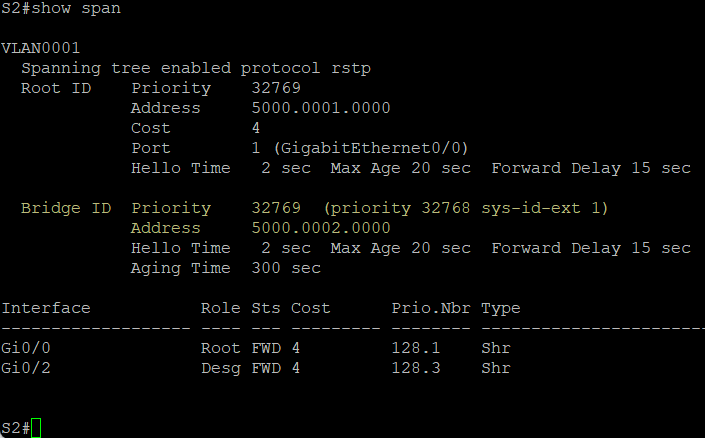 S2#show span
VLAN0001
  Spanning tree enabled protocol rstp
  Root ID    Priority    32769
             Address     5000.0001.0000
             Cost        4
             Port        1 (GigabitEthernet0/0)
             Hello Time   2 sec  Max Age 20 sec  Forward Delay 15 sec
  Bridge ID  Priority    32769  (priority 32768 sys-id-ext 1)
             Address     5000.0002.0000
             Hello Time   2 sec  Max Age 20 sec  Forward Delay 15 sec
             Aging Time  300 sec
Interface           Role Sts Cost      Prio.Nbr Type
------------------- ---- --- --------- -------- -----------------------
Gi0/0               Root FWD 4         128.1    Shr
Gi0/2               Desg FWD 4         128.3    Shr
S2#